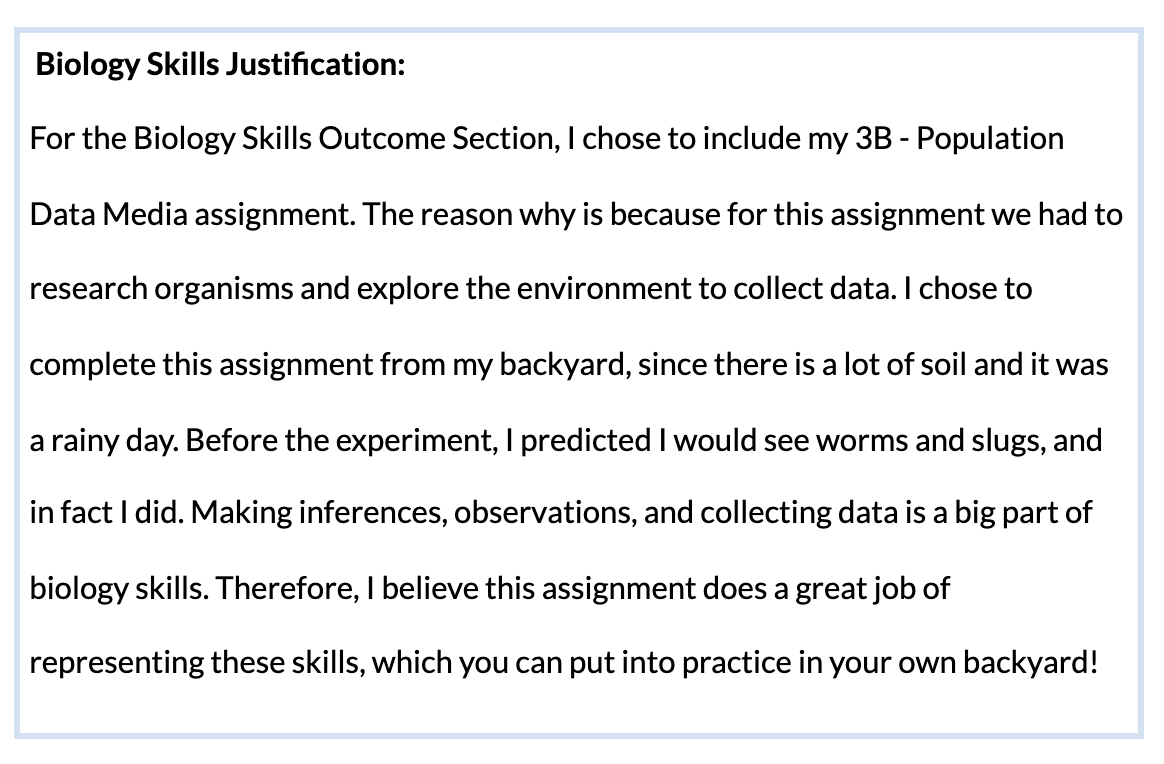 Biology Skills Justification:
For the Biology Skills Outcome Section, I chose to include my 3B - Population
Data Media assignment. The reason why is because for this assignment we had to
research organisms and explore the environment to collect data. I chose to
complete this assignment from my backyard, since there is a lot of soil and it was
a rainy day. Before the experiment, I predicted I would see worms and slugs, and
in fact I did. Making inferences, observations, and collecting data is a big part of
biology skills. Therefore, I believe this assignment does a great job of
representing these skills, which you can put into practice in your own backyard!